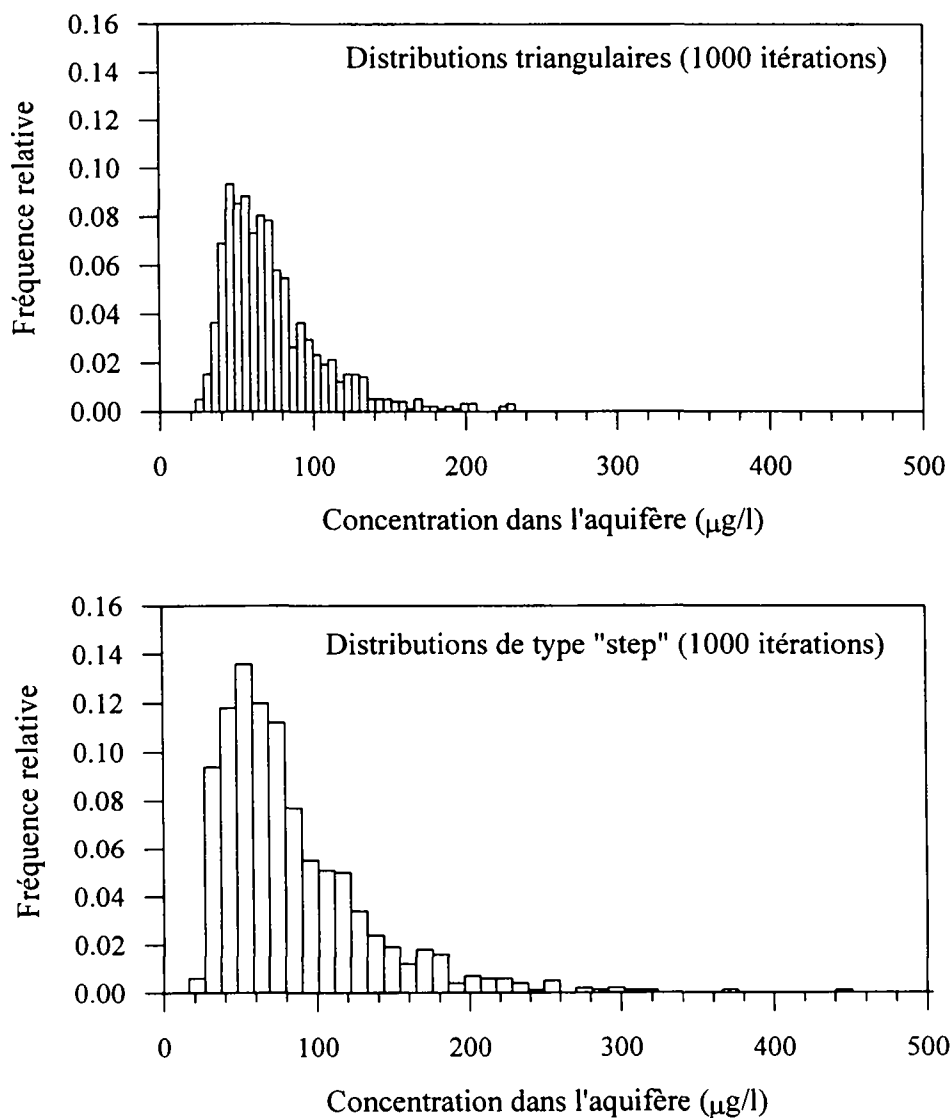 0.16
Distributions triangulaires (1000 itérations)
0.14
0.12
0.10
0.08
0.06
0.04
0.02
0.00
Fréquence relative
0 100 200 300 400 500
Concentration dans l'aquifère (µg/l)
0.16
Distributions de type "step" (1000 itérations)
0.14
0.12
0.10
0.08
0.06
0.04
0.02
0.00
Fréquence relative
0 100 200 300 400 500
Concentration dans l'aquifère (µg/l)